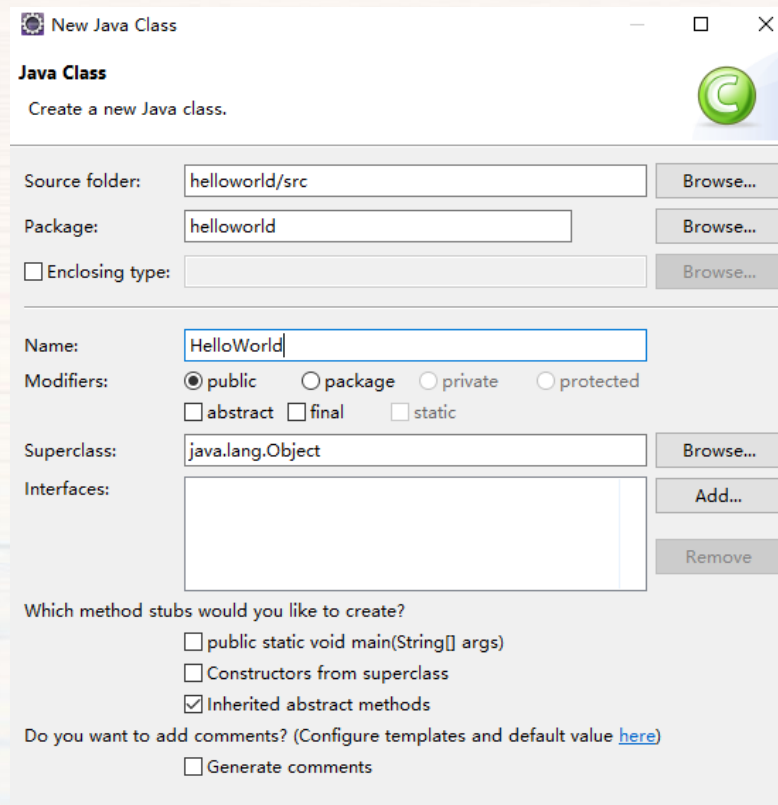 New Java Class
Java Class
Create a new Java class.
C
Source folder: helloworld/src Browse...
Package: helloworld Browse...
Enclosing type: Browse...
Name: HelloWorld
Modifiers: public package private protected
abstract final static
Superclass: java.lang.Object Browse...
Interfaces: Add...
Remove
Which method stubs would you like to create?
public static void main(String[] args)
Constructors from superclass
Inherited abstract methods
Do you want to add comments? (Configure templates and default value here)
Generate comments